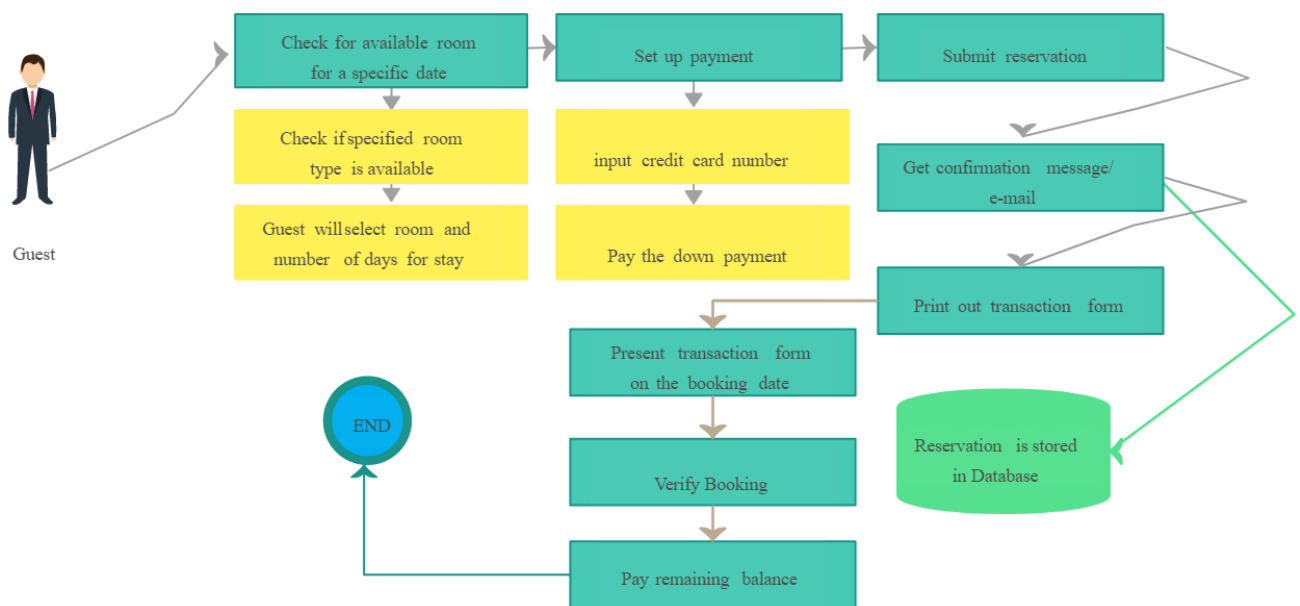 Check for available room
for a specific date
Set up payment
Submit reservation
Check if specified room
type is available
input credit card number
Get confirmation message/
e-mail
Guest
Guest will select room and
number of days for stay
Pay the down payment
Print out transaction form
Present transaction form
on the booking date
END
Reservation is stored
in Database
Verify Booking
Pay remaining balance